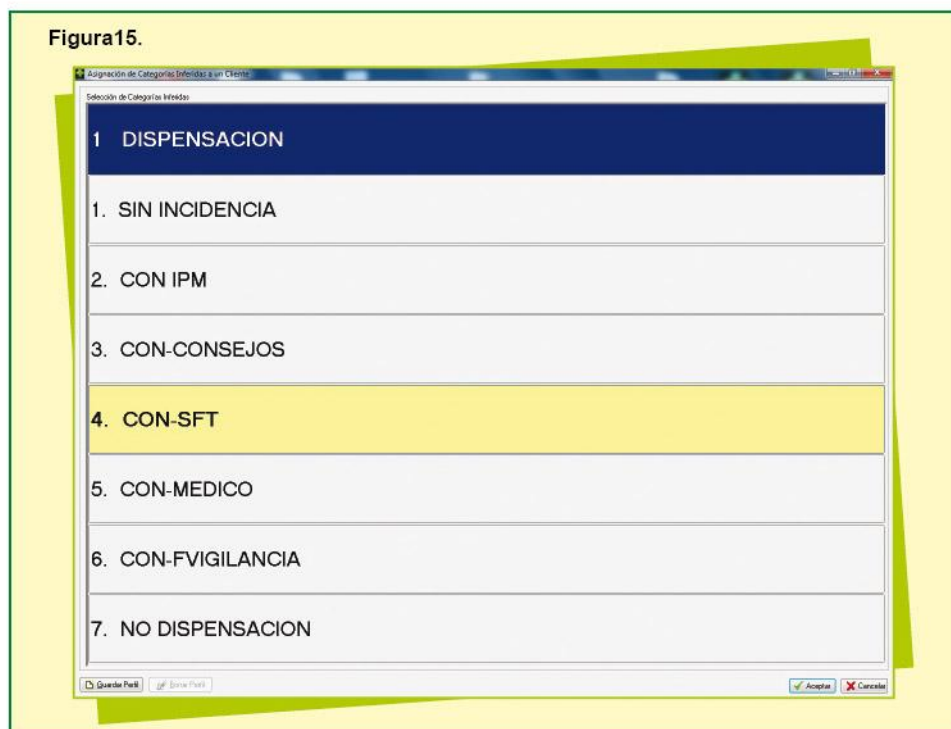 Figura15.
Asignación de Categorías Inferidas a un Cliente
Selección de Categorías Inferidas
1 DISPENSACION
1. SIN INCIDENCIA
2. CON IPM
3. CON-CONSEJOS
4. CON-SFT
5. CON-MEDICO
6. CON-FVIGILANCIA
7. NO DISPENSACION
Guardar Perfil Borrar Perfil Aceptar Cancelar